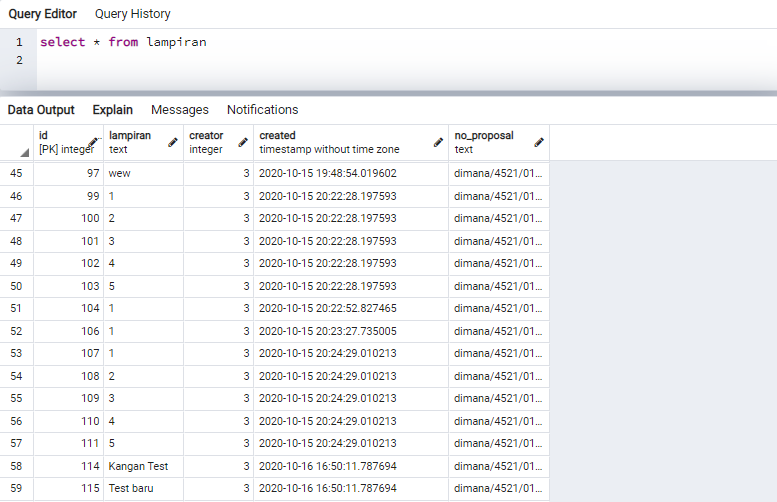 Query Editor Query History
1 select * from lampiran
2
Data Output Explain Messages Notifications
id lampiran creator created no_proposal
[PK] integer text integer timestamp without time zone text
45 97 wew 3 2020-10-15 19:48:54.019602 dimana/4521/01...
46 99 1 3 2020-10-15 20:22:28.197593 dimana/4521/01...
47 100 2 3 2020-10-15 20:22:28.197593 dimana/4521/01...
48 101 3 3 2020-10-15 20:22:28.197593 dimana/4521/01...
49 102 4 3 2020-10-15 20:22:28.197593 dimana/4521/01...
50 103 5 3 2020-10-15 20:22:28.197593 dimana/4521/01...
51 104 1 3 2020-10-15 20:22:52.827465 dimana/4521/01...
52 106 1 3 2020-10-15 20:23:27.735005 dimana/4521/01...
53 107 1 3 2020-10-15 20:24:29.010213 dimana/4521/01...
54 108 2 3 2020-10-15 20:24:29.010213 dimana/4521/01...
55 109 3 3 2020-10-15 20:24:29.010213 dimana/4521/01...
56 110 4 3 2020-10-15 20:24:29.010213 dimana/4521/01...
57 111 5 3 2020-10-15 20:24:29.010213 dimana/4521/01...
58 114 Kangan Test 3 2020-10-16 16:50:11.787694 dimana/4521/01...
59 115 Test baru 3 2020-10-16 16:50:11.787694 dimana/4521/01...